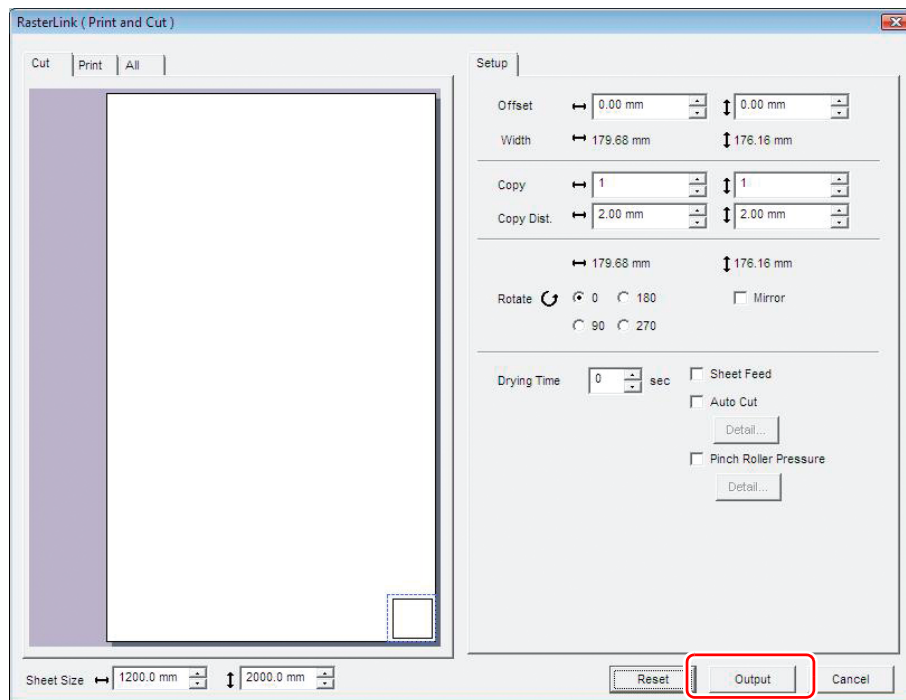 RasterLink ( Print and Cut )
Cut Print All
Setup
Offset 0.00 mm 0.00 mm
Width 179.68 mm 176.16 mm
Copy 1 1
Copy Dist. 2.00 mm 2.00 mm
179.68 mm 176.16 mm
Rotate 0 180 Mirror
90 270
Drying Time 0 sec Sheet Feed
Auto Cut
Detail...
Pinch Roller Pressure
Detail...
Sheet Size 1200.0 mm 2000.0 mm
Reset Output Cancel